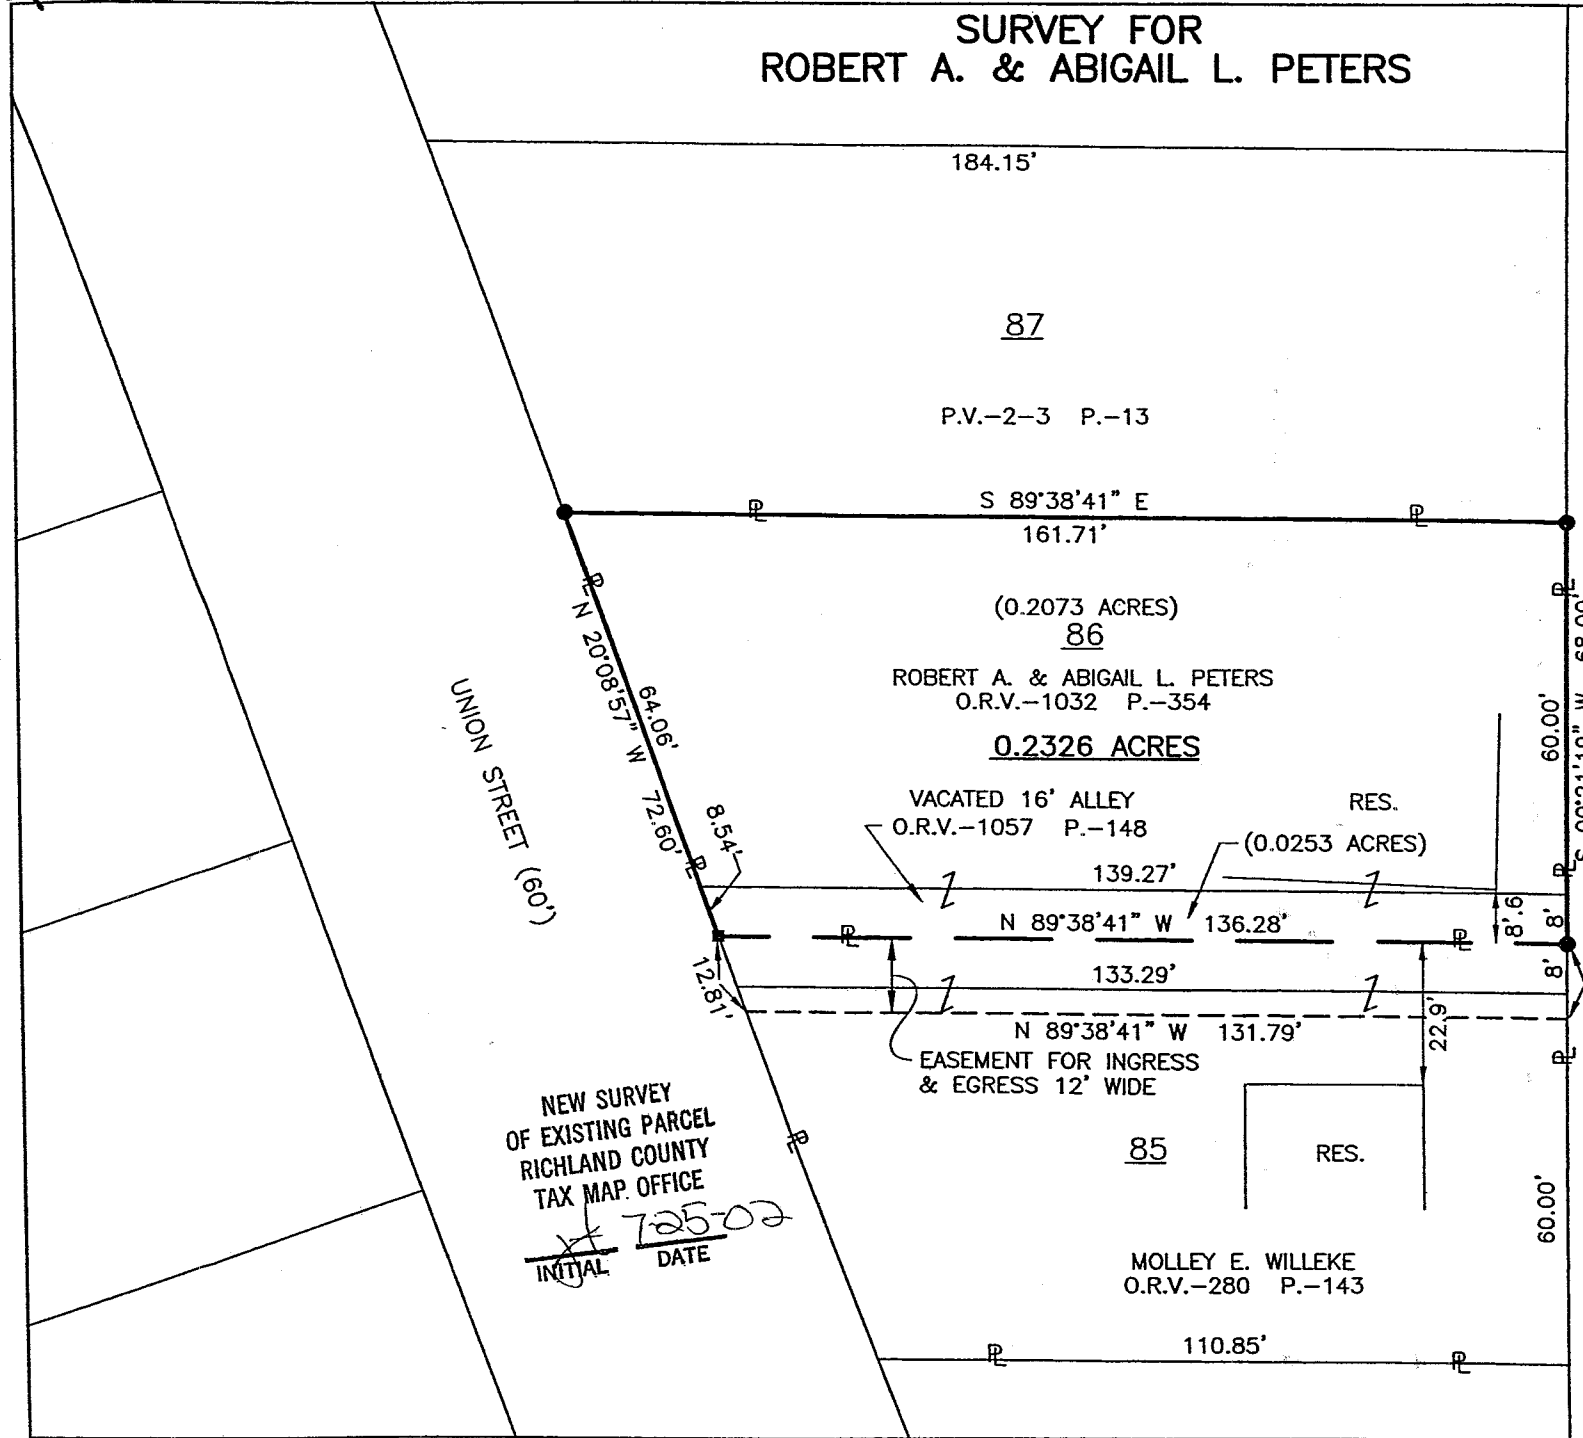 SURVEY FOR
ROBERT A. & ABIGAIL L. PETERS
184.15'
87
P.V.-2-3 P.-13
S 89°38'41" E
161.71'
(0.2073 ACRES)
86
ROBERT A. & ABIGAIL L. PETERS
O.R.V.-1032 P.-354
0.2326 ACRES
N 20°08'57" W 72.60'
64.06'
8.54'
UNION STREET (60')
VACATED 16' ALLEY
O.R.V.-1057 P.-148
RES.
(0.0253 ACRES)
60.00'
139.27'
N 89°38'41" W 136.28'
8'.6
8'
8'
133.29'
12.81'
N 89°38'41" W 131.79'
22.9'
EASEMENT FOR INGRESS
& EGRESS 12' WIDE
NEW SURVEY
OF EXISTING PARCEL
RICHLAND COUNTY
TAX MAP. OFFICE
7-25-02
INITIAL DATE
85
RES.
60.00'
MOLLEY E. WILLEKE
O.R.V.-280 P.-143
110.85'